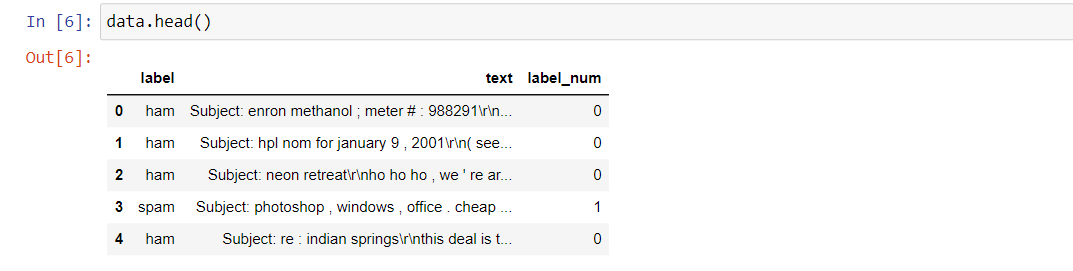 In [6]: data.head()
Out[6]:
label text label_num
0 ham Subject: enron methanol ; meter # : 988291\r\n... 0
1 ham Subject: hpl nom for january 9 , 2001\r\n( see... 0
2 ham Subject: neon retreat\r\nho ho ho , we ' re ar... 0
3 spam Subject: photoshop , windows , office . cheap ... 1
4 ham Subject: re : indian springs\r\nthis deal is t... 0